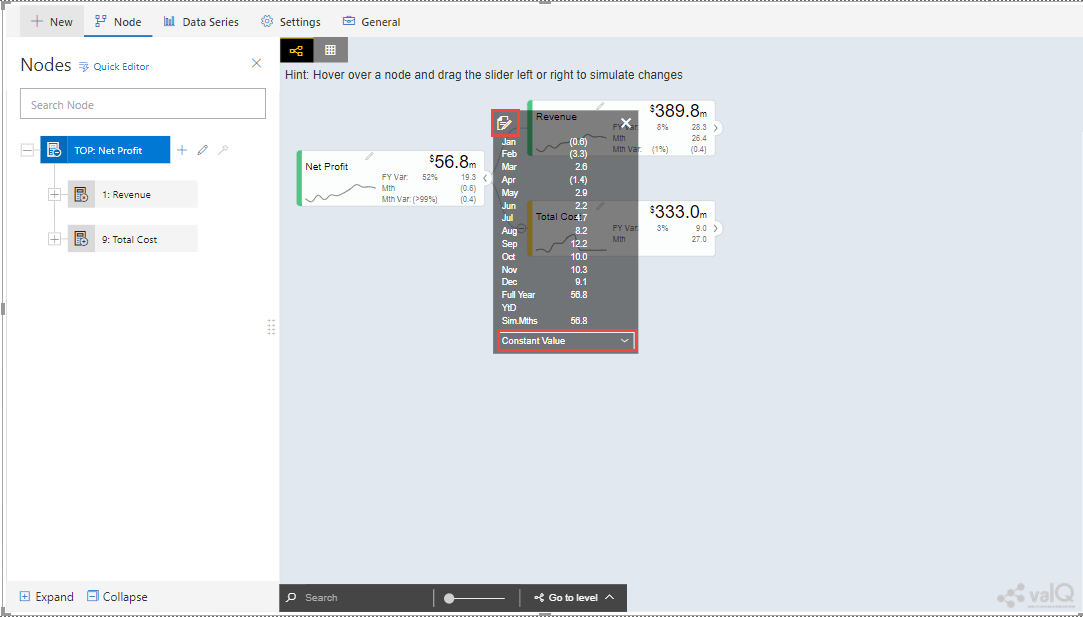 New Node Data Series Settings General
Nodes Quick Editor
Search Node
TOP: Net Profit
1: Revenue
9: Total Cost
Expand Collapse
Hint: Hover over a node and drag the slider left or right to simulate changes
Net Profit $56.8m
FY Var: 52% 19.3
Mth (0.6)
Mth Var: (>99%) (0.4)
Revenue $389.8m
FY Var: 8% 28.3
Mth 26.4
Mth Var: (1%) (0.4)
Total Cost $333.0m
FY Var: 3% 9.0
Mth 27.0
Jan (0.6)
Feb (3.3)
Mar 2.6
Apr (1.4)
May 2.9
Jun 2.2
Jul 4.7
Aug 8.2
Sep 12.2
Oct 10.0
Nov 10.3
Dec 9.1
Full Year 56.8
YtD
Sim.Mths 56.8
Constant Value
Search Go to level
valQ